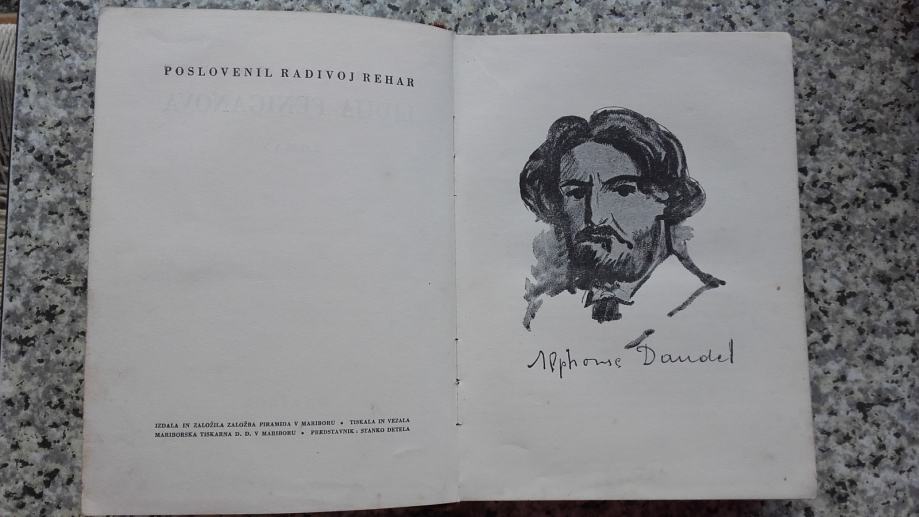 POSLOVENIL RADIVOJ REHAR
IZDALA IN ZALOŽILA ZALOŽBA PIRAMIDA V MARIBORU • TISKALA IN VEZALA
MARIBORSKA TISKARNA D. D. V MARIBORU • PREDSTAVNIK: STANKO DETELA
Alphonse Daudet